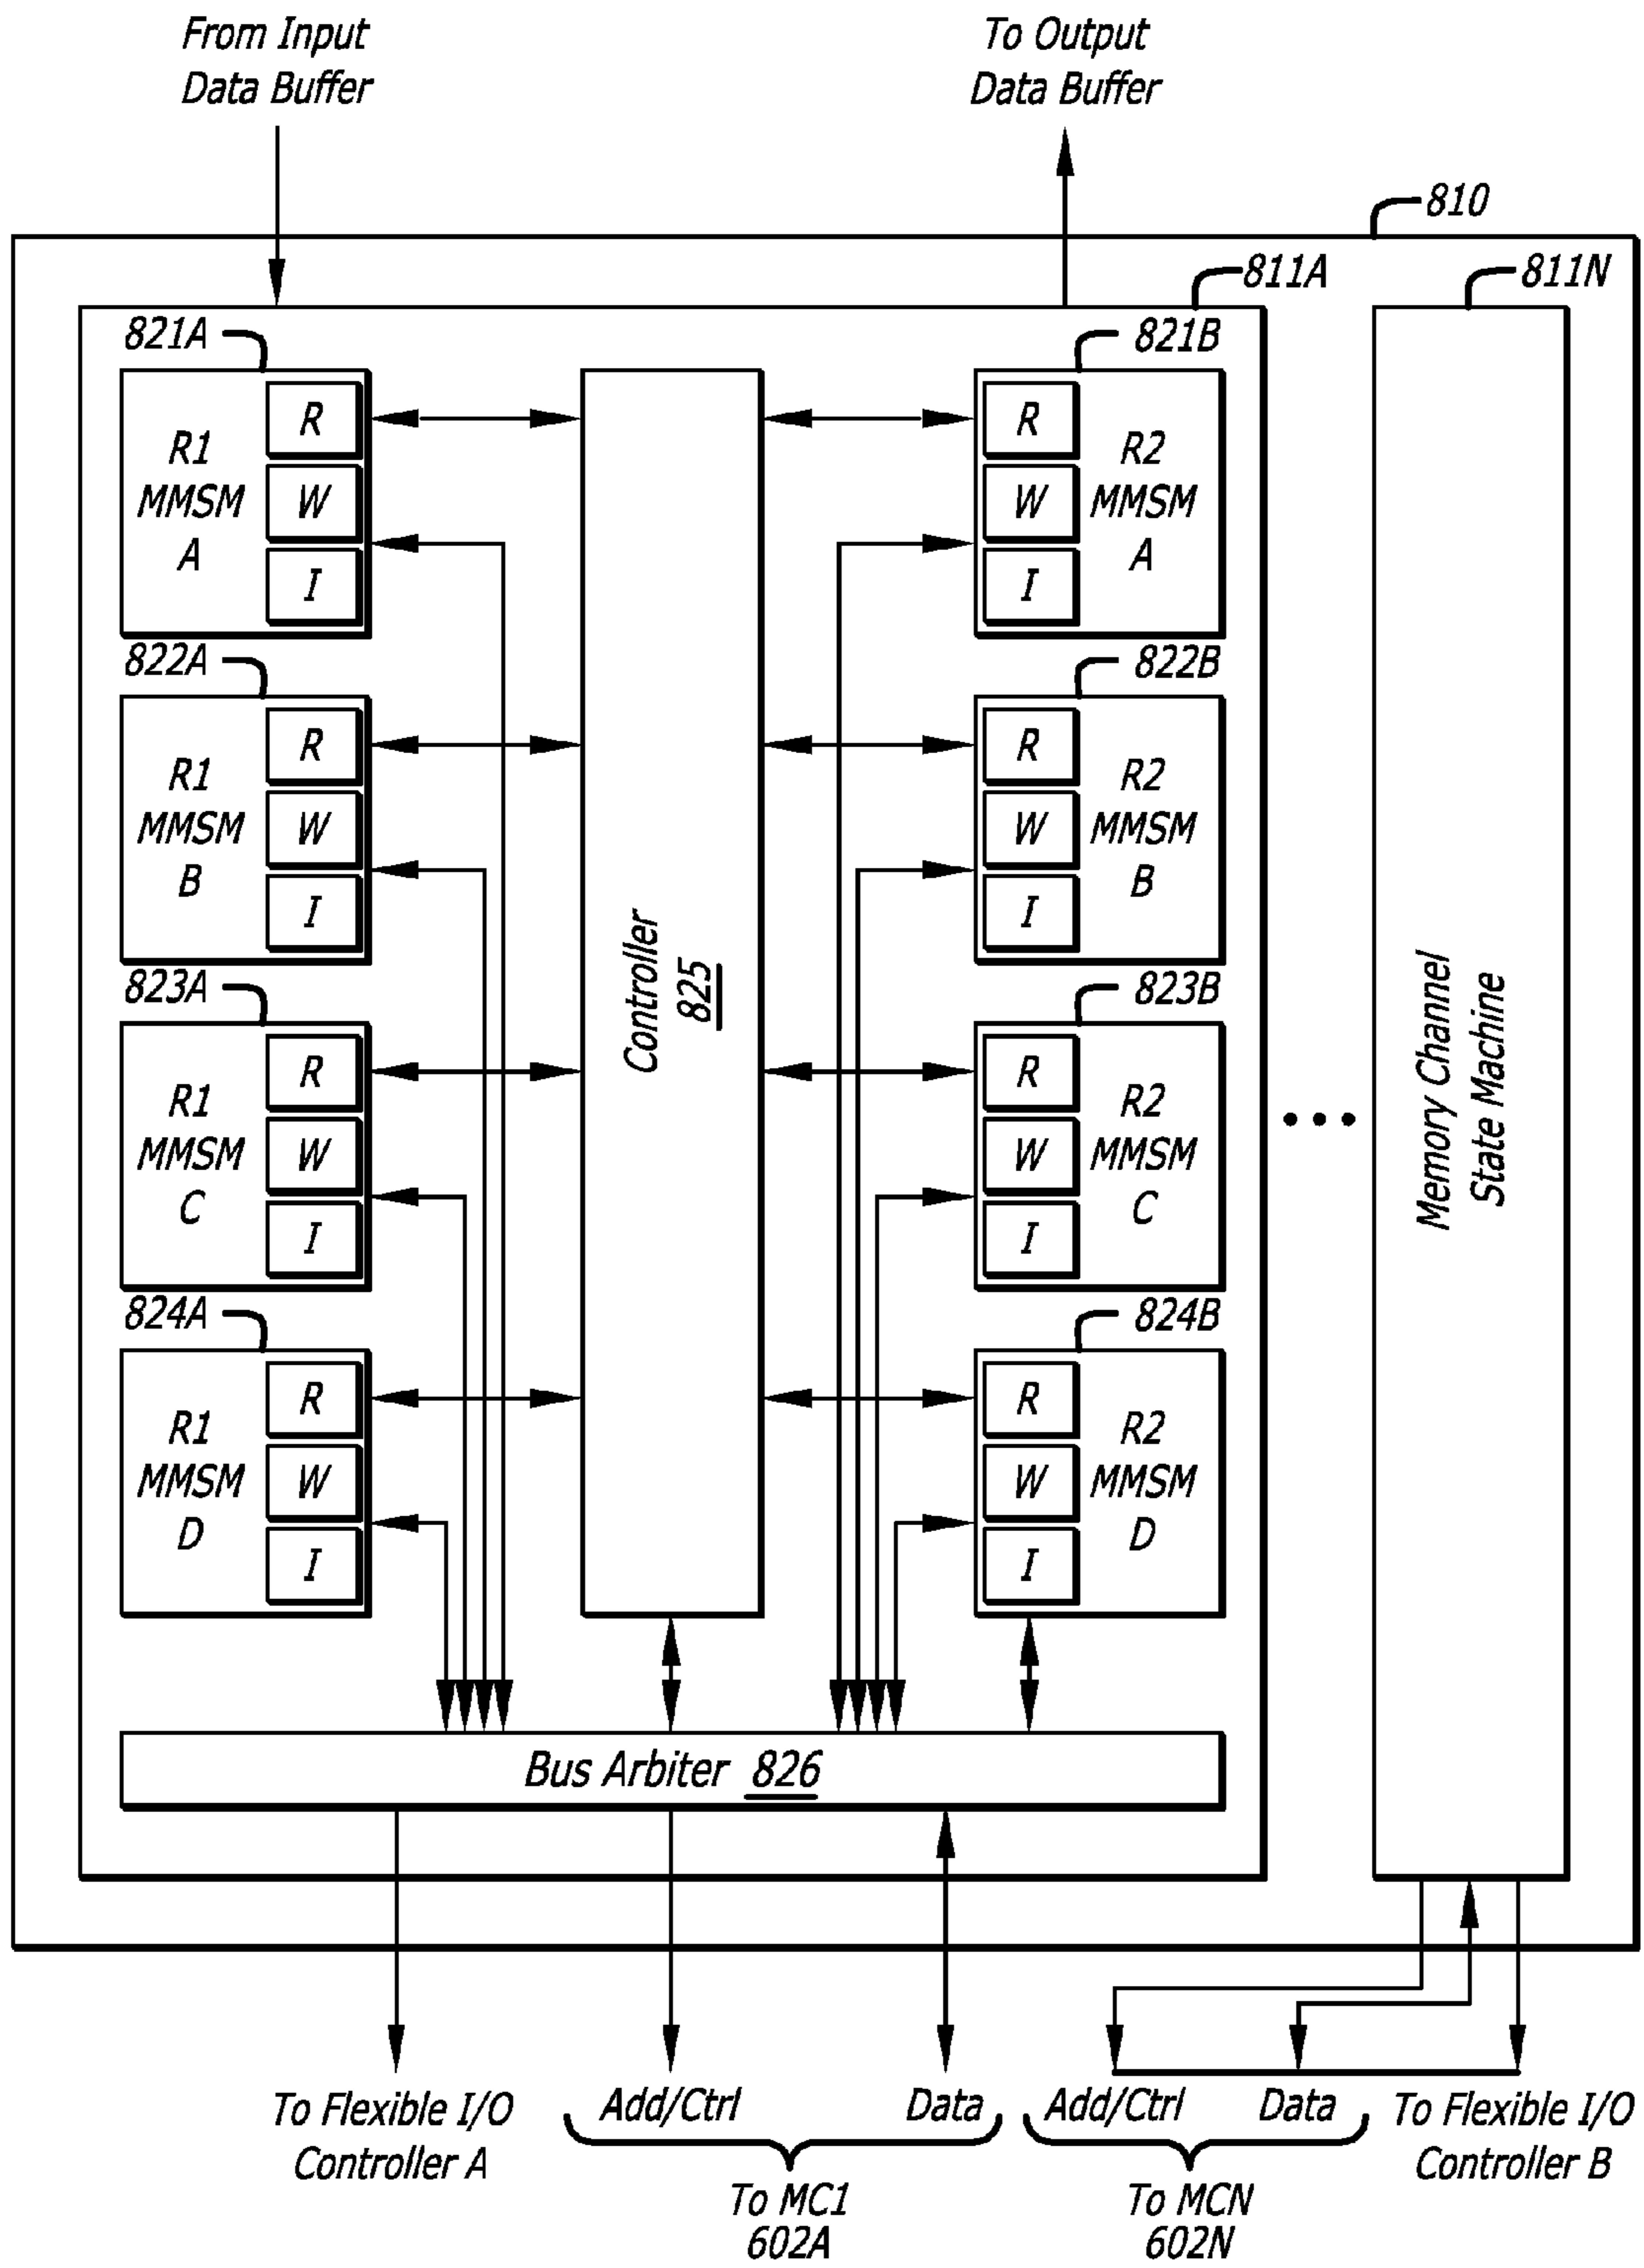 From Input
Data Buffer
To Output
Data Buffer
810
811A
811N
821A
821B
R1
MMSM
A
R
W
I
R
W
I
R2
MMSM
A
822A
822B
R1
MMSM
B
R
W
I
R
W
I
R2
MMSM
B
Controller
825
823A
823B
R1
MMSM
C
R
W
I
R
W
I
R2
MMSM
C
Memory Channel
State Machine
824A
824B
R1
MMSM
D
R
W
I
R
W
I
R2
MMSM
D
Bus Arbiter 826
To Flexible I/O
Controller A
Add/Ctrl
Data
To MC1
602A
Add/Ctrl
Data
To MCN
602N
To Flexible I/O
Controller B